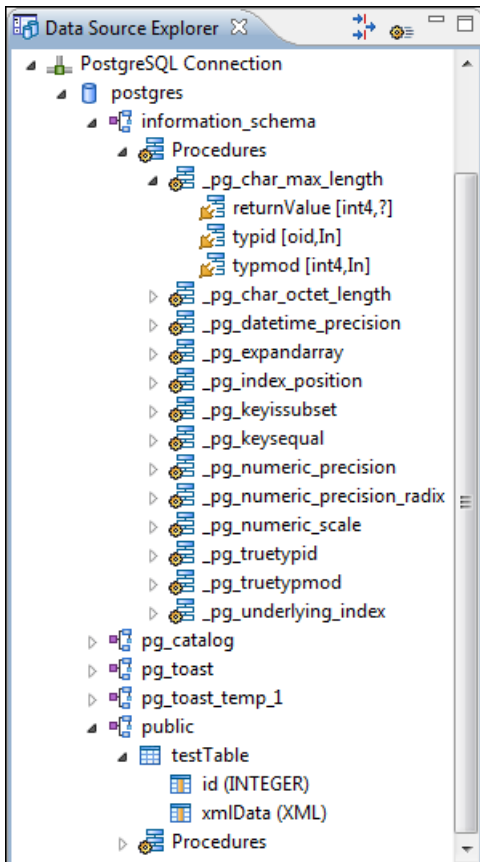 Data Source Explorer
PostgreSQL Connection
postgres
information_schema
Procedures
_pg_char_max_length
returnValue [int4,?]
typid [oid,In]
typmod [int4,In]
_pg_char_octet_length
_pg_datetime_precision
_pg_expandarray
_pg_index_position
_pg_keyissubset
_pg_keysequal
_pg_numeric_precision
_pg_numeric_precision_radix
_pg_numeric_scale
_pg_truetypid
_pg_truetypmod
_pg_underlying_index
pg_catalog
pg_toast
pg_toast_temp_1
public
testTable
id (INTEGER)
xmlData (XML)
Procedures